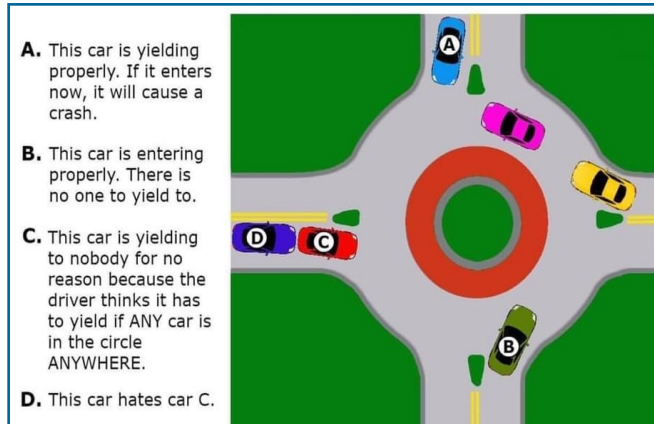 A. This car is yielding
properly. If it enters
now, it will cause a
crash.
B. This car is entering
properly. There is
no one to yield to.
C. This car is yielding
to nobody for no
reason because the
driver thinks it has
to yield if ANY car is
in the circle
ANYWHERE.
D. This car hates car C.
A
D
C
B